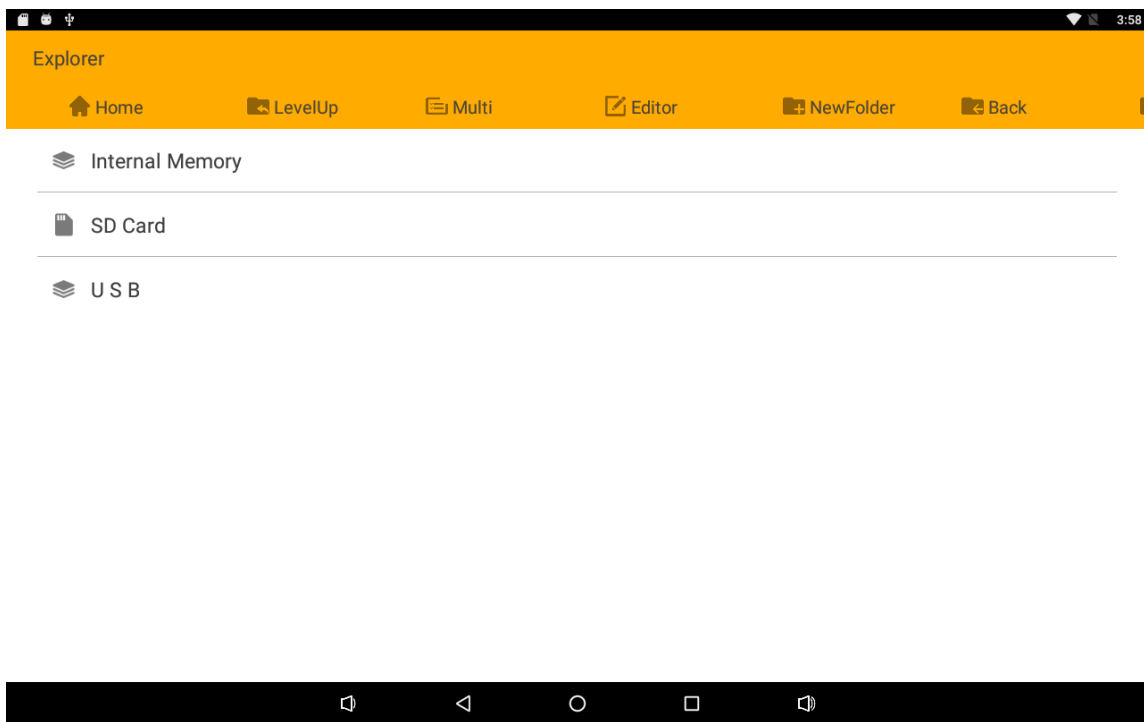 3:58
Explorer
Home LevelUp Multi Editor NewFolder Back
Internal Memory
SD Card
U S B